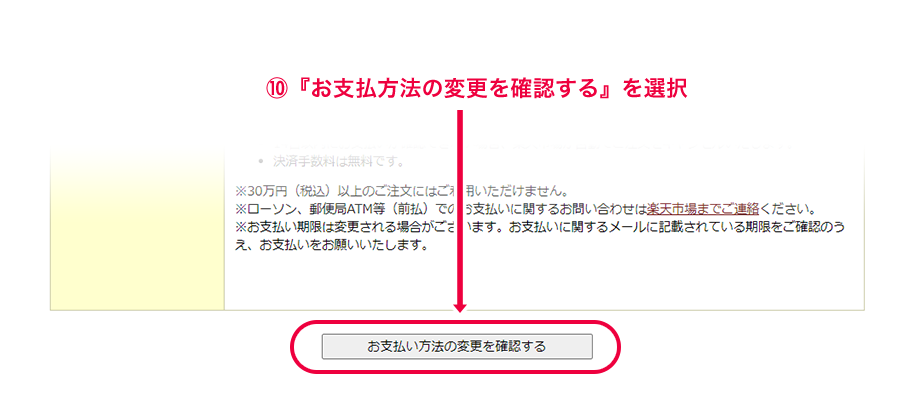 ⑩『お支払方法の変更を確認する』を選択
• 決済手数料は無料です。
※30万円（税込）以上のご注文にはご利用いただけません。
※ローソン、郵便局ATM等（前払）でのお支払いに関するお問い合わせは楽天市場までご連絡ください。
※お支払い期限は変更される場合がございます。お支払いに関するメールに記載されている期限をご確認のう
え、お支払いをお願いいたします。
お支払い方法の変更を確認する